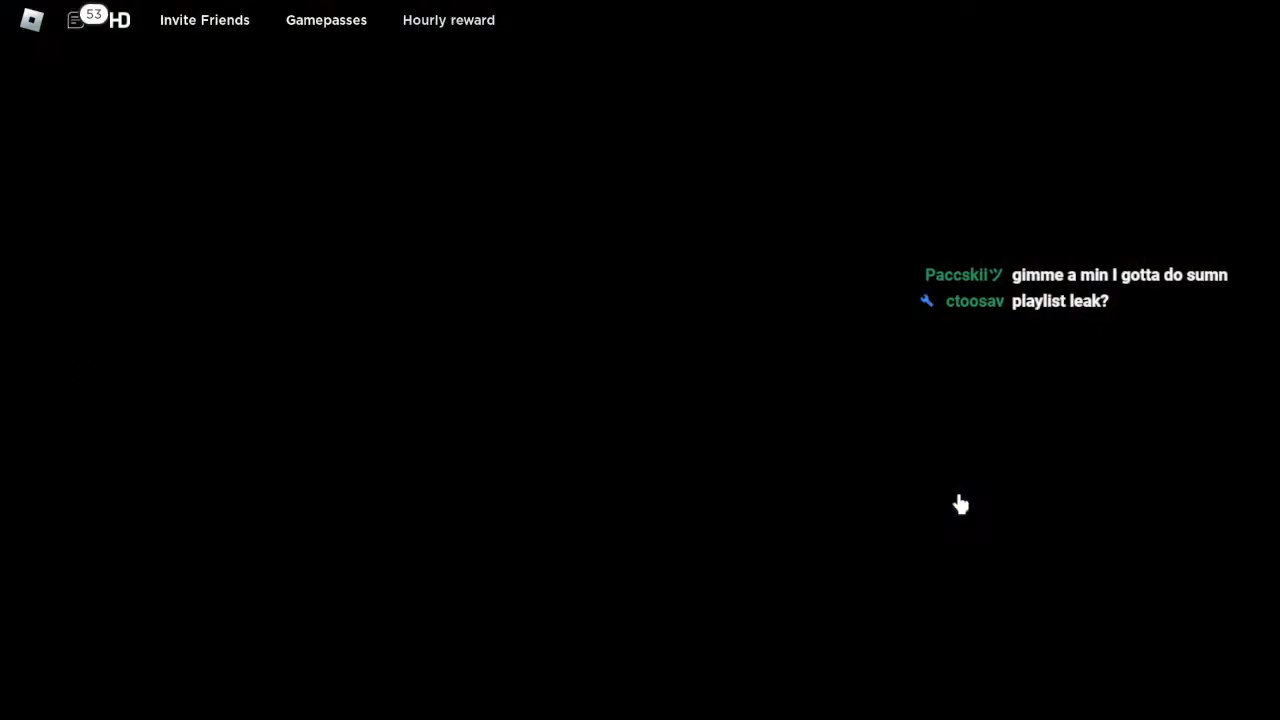 53
HD
Invite Friends
Gamepasses
Hourly reward
Paccskiiツ gimme a min I gotta do sumn
ctoosav playlist leak?